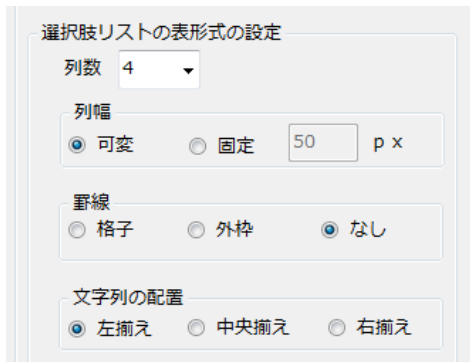 選択肢リストの表形式の設定
列数 4
列幅
可変 固定 50 px
罫線
格子 外枠 なし
文字列の配置
左揃え 中央揃え 右揃え